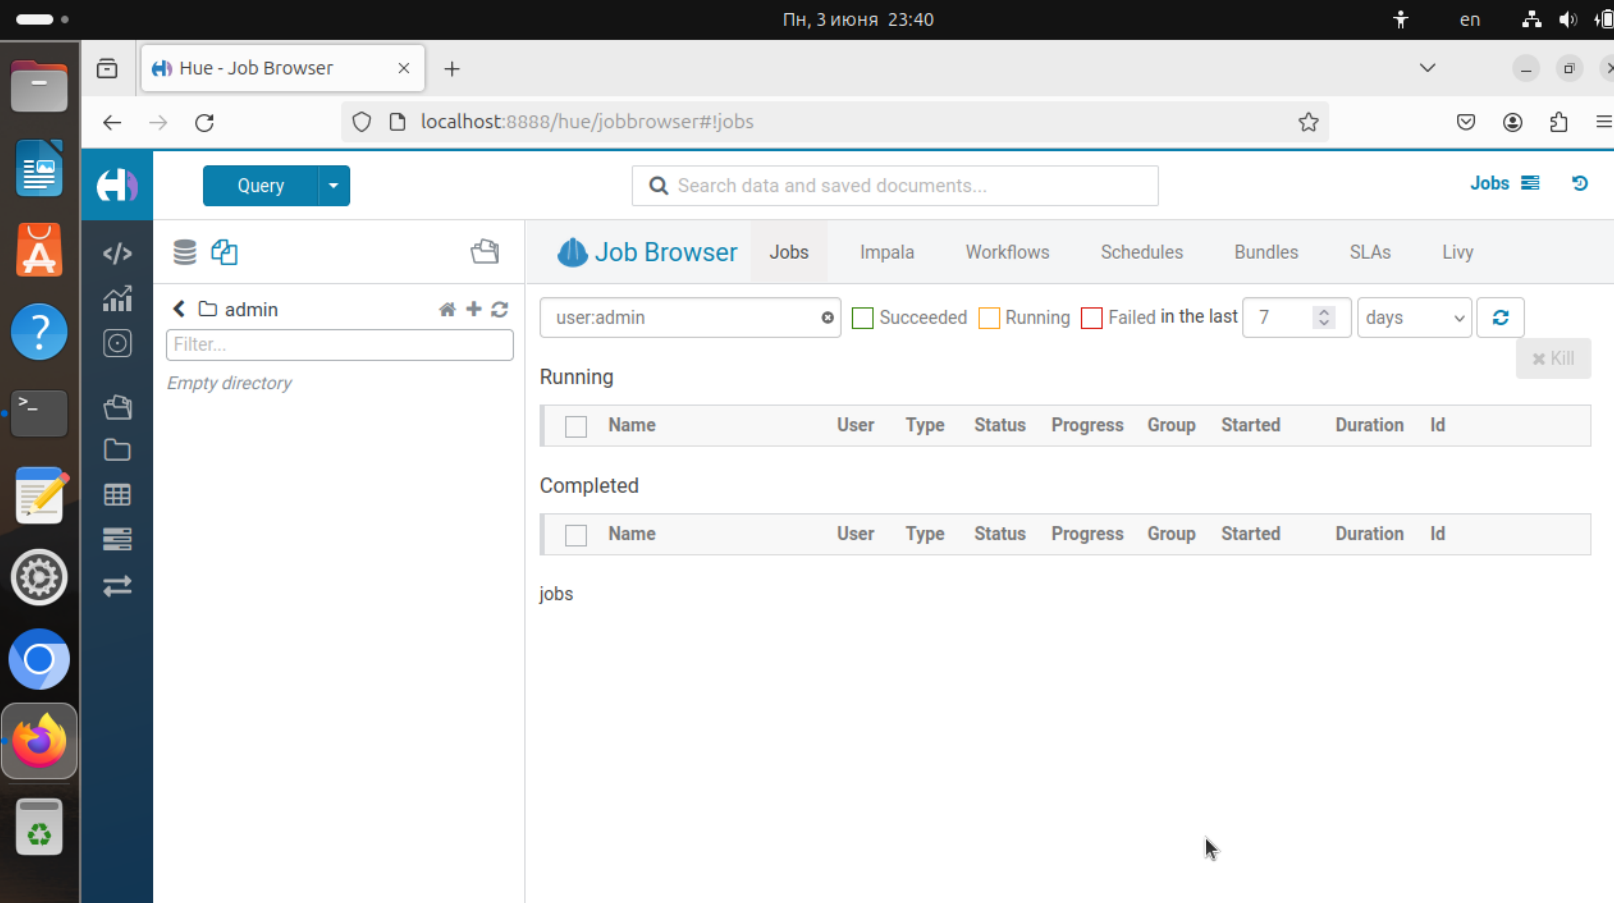 Пн, 3 июня 23:40
en
Hue - Job Browser
localhost:8888/hue/jobbrowser#!jobs
Query
Search data and saved documents...
Jobs
Job Browser
Jobs
Impala
Workflows
Schedules
Bundles
SLAs
Livy
admin
Filter...
Empty directory
user:admin
Succeeded
Running
Failed in the last
7
days
Kill
Running
Name User Type Status Progress Group Started Duration Id
Completed
Name User Type Status Progress Group Started Duration Id
jobs